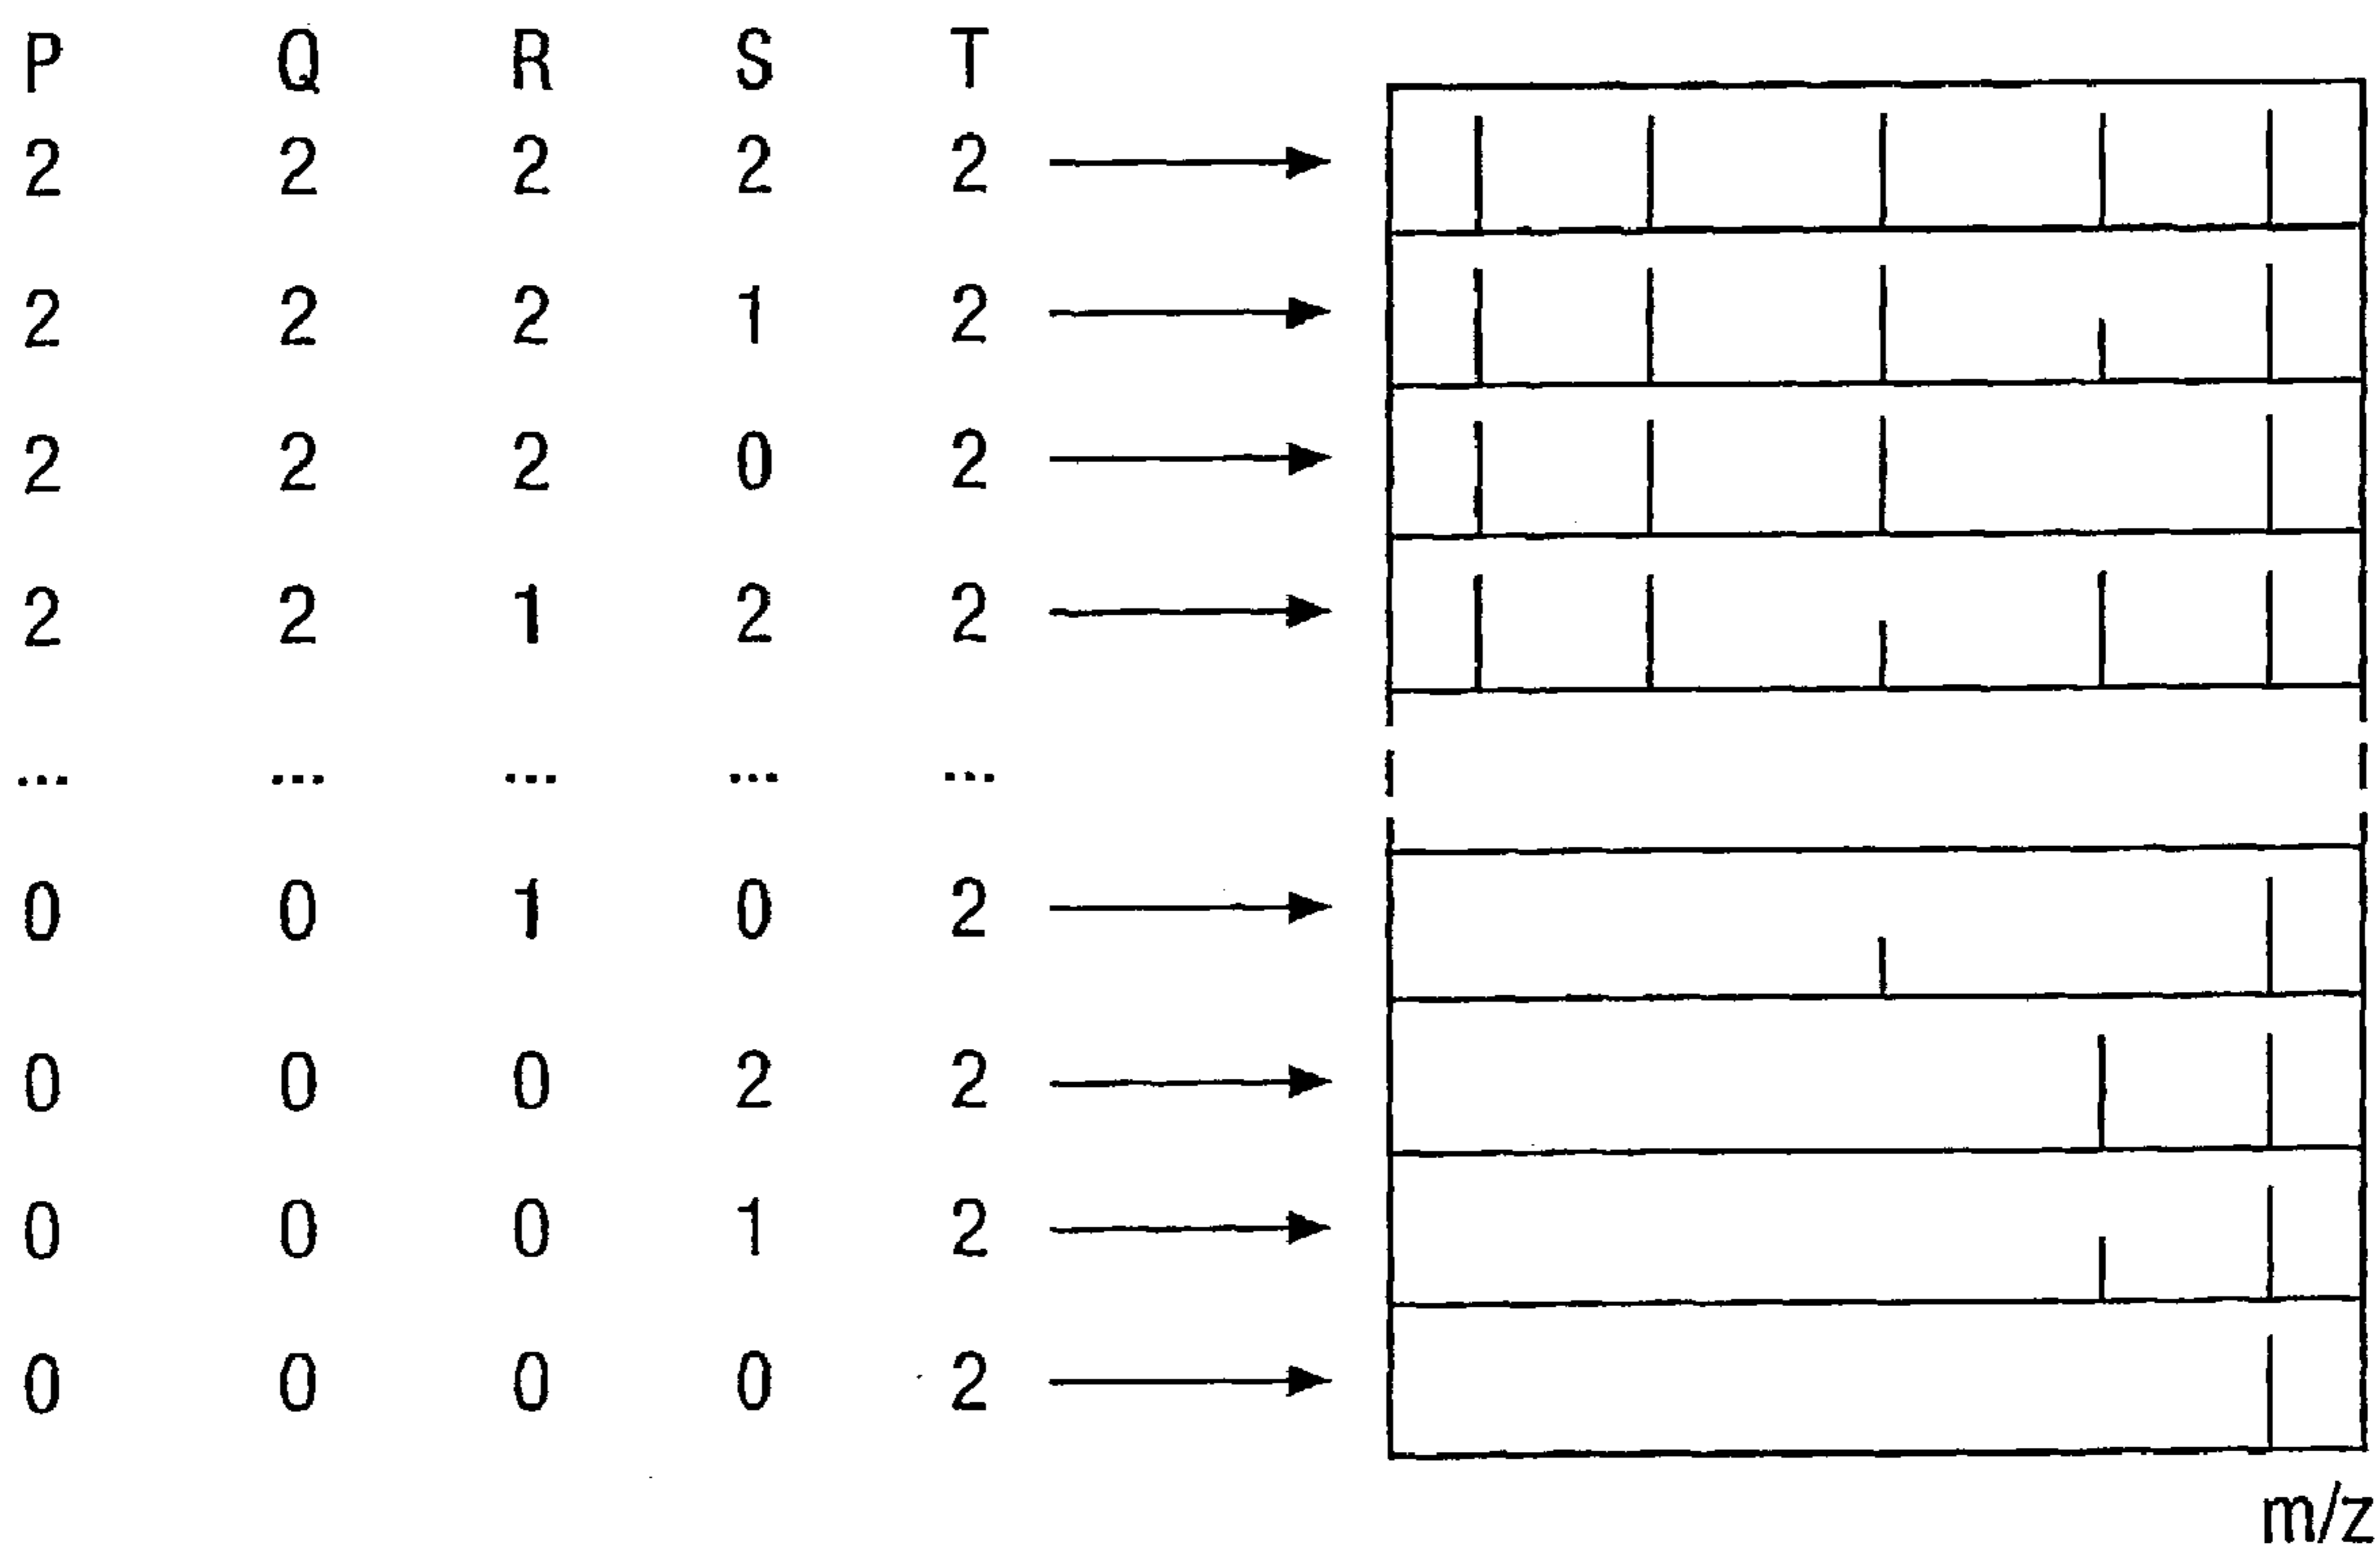 P Q R S T
2 2 2 2 2
2 2 2 1 2
2 2 2 0 2
2 2 1 2 2
... ... ... ... ...
0 0 1 0 2
0 0 0 2 2
0 0 0 1 2
0 0 0 0 2
m/z